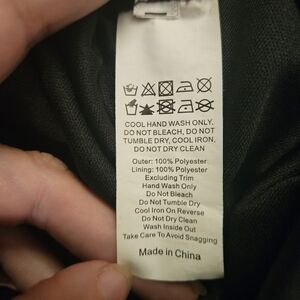 COOL HAND WASH ONLY.
DO NOT BLEACH, DO NOT
TUMBLE DRY, COOL IRON.
DO NOT DRY CLEAN
Outer: 100% Polyester
Lining: 100% Polyester
Excluding Trim
Hand Wash Only
Do Not Bleach
Do Not Tumble Dry
Cool Iron On Reverse
Do Not Dry Clean
Wash Inside Out
Take Care To Avoid Snagging
Made in China